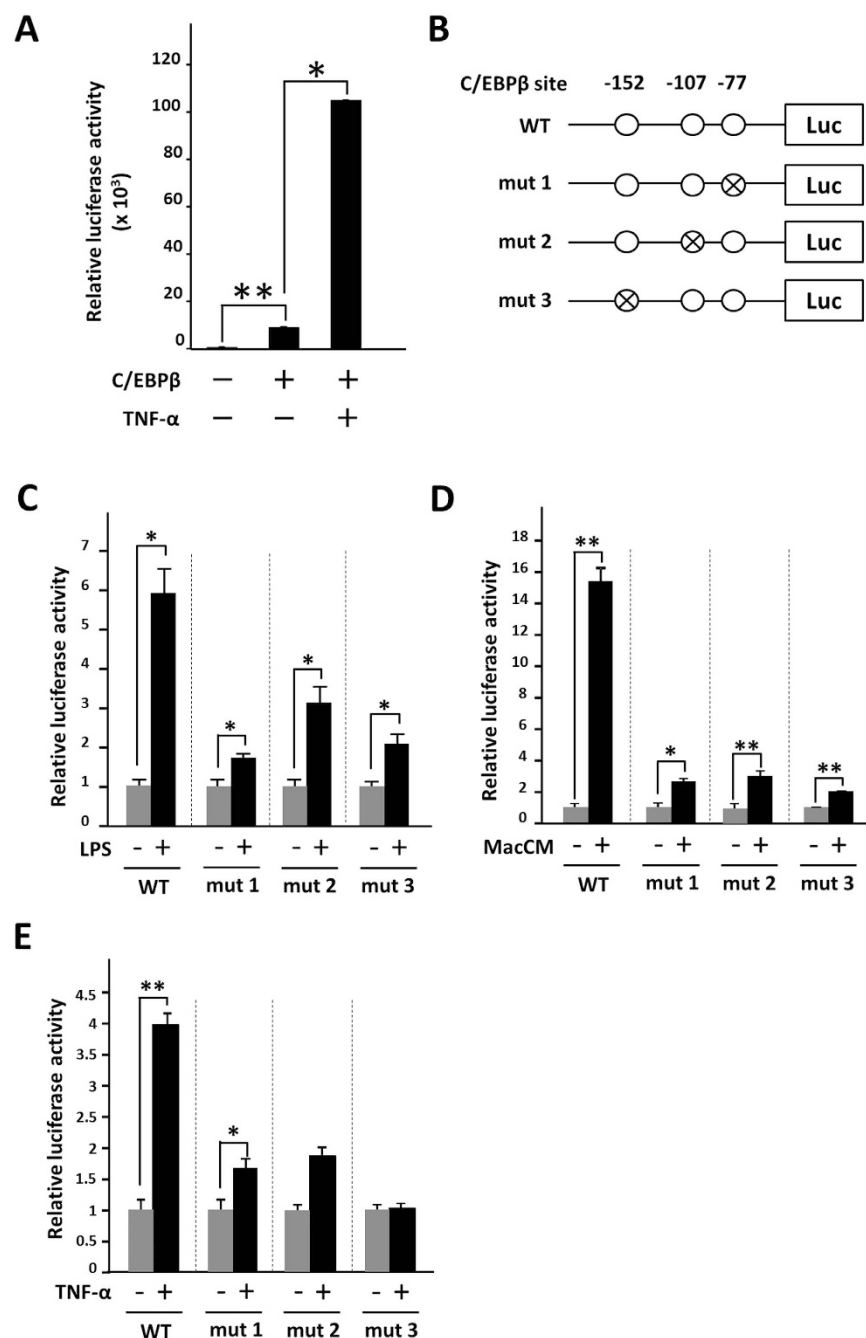 A
Relative luciferase activity
(x 10³)
120
100
80
60
40
20
0
**
*
C/EBPβ – + +
TNF-α – – +
B
C/EBPβ site -152 -107 -77
WT Luc
mut 1 Luc
mut 2 Luc
mut 3 Luc
C
Relative luciferase activity
7
6
5
4
3
2
1
0
* * * *
LPS - + - + - + - +
WT mut 1 mut 2 mut 3
D
Relative luciferase activity
18
16
14
12
10
8
6
4
2
0
** * ** **
MacCM - + - + - + - +
WT mut 1 mut 2 mut 3
E
Relative luciferase activity
4.5
4
3.5
3
2.5
2
1.5
1
0.5
0
** *
TNF-α - + - + - + - +
WT mut 1 mut 2 mut 3